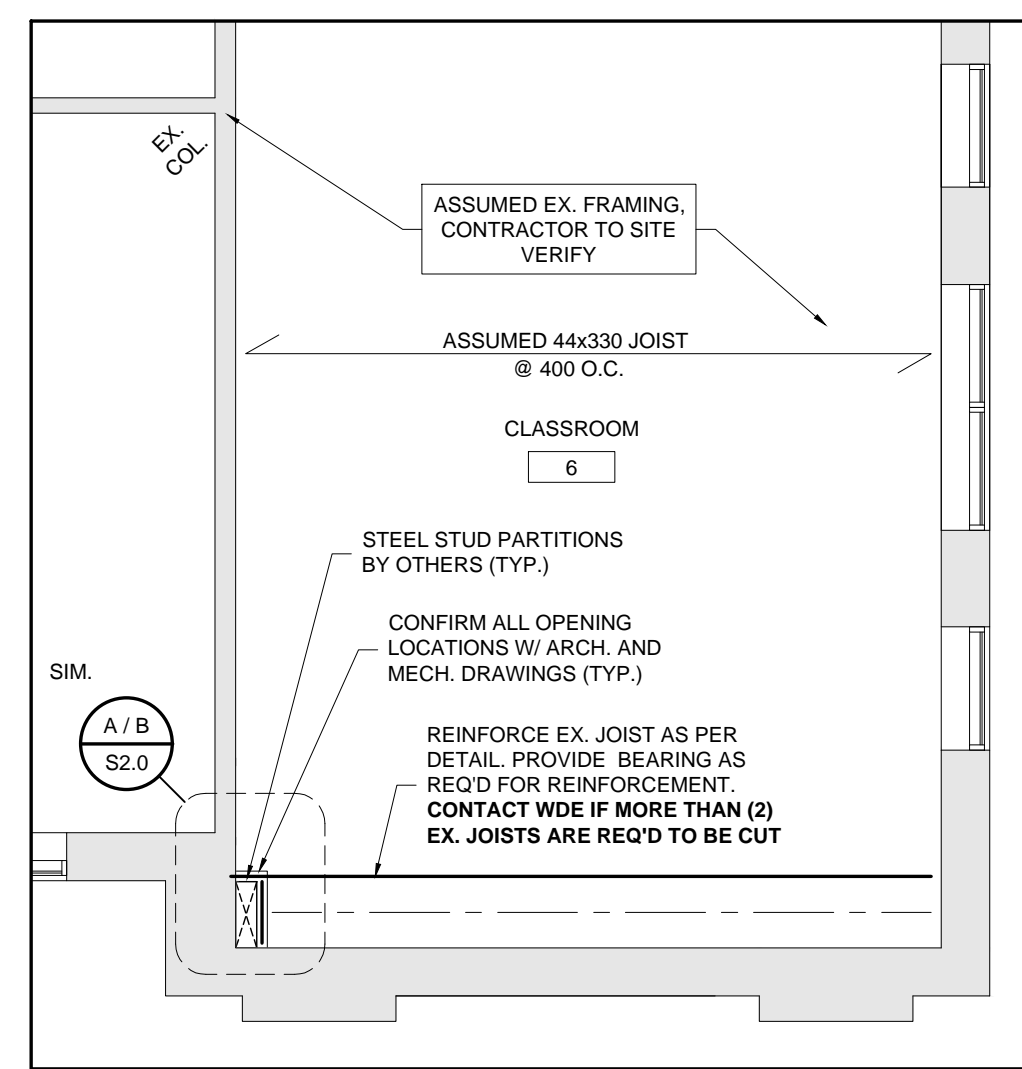 EX.
COL.
ASSUMED EX. FRAMING,
CONTRACTOR TO SITE
VERIFY
ASSUMED 44x330 JOIST
@ 400 O.C.
CLASSROOM
6
STEEL STUD PARTITIONS
BY OTHERS (TYP.)
CONFIRM ALL OPENING
LOCATIONS W/ ARCH. AND
MECH. DRAWINGS (TYP.)
SIM.
A / B
S2.0
REINFORCE EX. JOIST AS PER
DETAIL. PROVIDE BEARING AS
REQ'D FOR REINFORCEMENT.
CONTACT WDE IF MORE THAN (2)
EX. JOISTS ARE REQ'D TO BE CUT